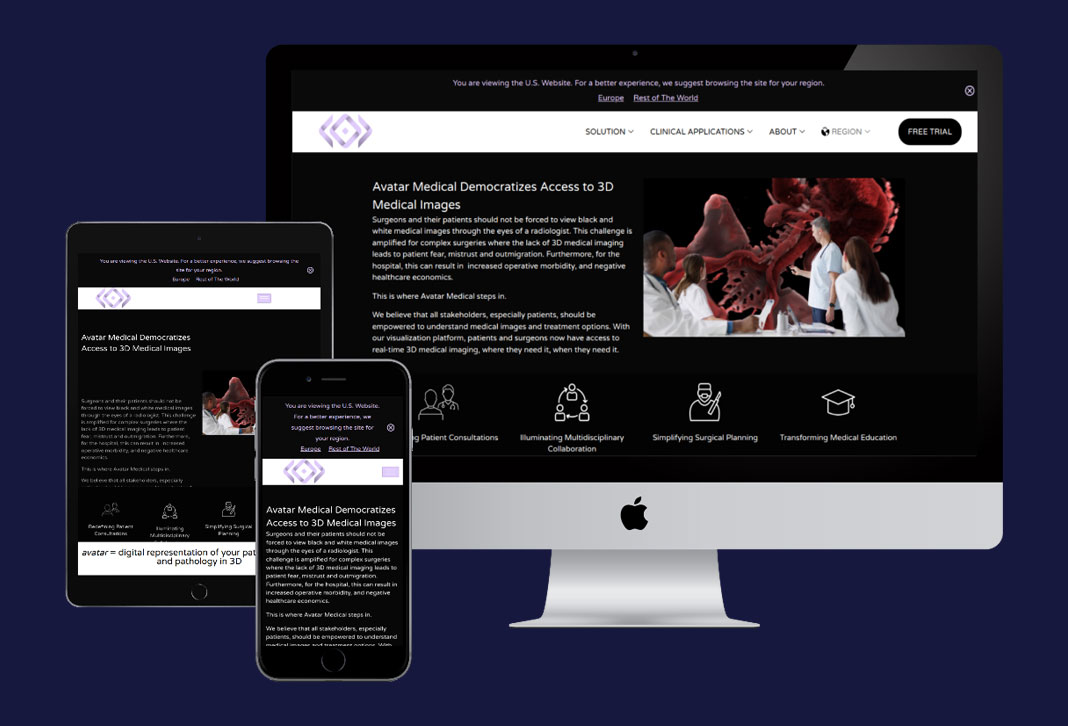 You are viewing the U.S. Website. For a better experience, we suggest browsing the site for your region.
Europe Rest of The World
SOLUTION CLINICAL APPLICATIONS ABOUT REGION FREE TRIAL
Avatar Medical Democratizes Access to 3D
Medical Images
Surgeons and their patients should not be forced to view black and
white medical images through the eyes of a radiologist. This challenge is
amplified for complex surgeries where the lack of 3D medical imaging
leads to patient fear, mistrust and outmigration. Furthermore, for the
hospital, this can result in increased operative morbidity, and negative
healthcare economics.
This is where Avatar Medical steps in.
We believe that all stakeholders, especially patients, should be
empowered to understand medical images and treatment options. With
our visualization platform, patients and surgeons now have access to
real-time 3D medical imaging, where they need it, when they need it.
ng Patient Consultations
Illuminating Multidisciplinary
Collaboration
Simplifying Surgical Planning
Transforming Medical Education
You are viewing the U.S. Website. For a better experience, we suggest browsing the
site for your region.
Europe Rest of The World
Avatar Medical Democratizes
Access to 3D Medical Images
Surgeons and their patients should not be
forced to view black and white medical images
through the eyes of a radiologist. This challenge
is amplified for complex surgeries where the
lack of 3D medical imaging leads to patient
fear, mistrust and outmigration. Furthermore,
for the hospital, this can result in increased
operative morbidity, and negative healthcare
economics.
This is where Avatar Medical steps in.
We believe that all stakeholders, especially
Redefining Patient
Consultations
Illuminating
Multidisciplinary
Simplifying Surgical
Planning
avatar = digital representation of your pat
and pathology in 3D
You are viewing the U.S. Website.
For a better experience, we
suggest browsing the site for
your region.
Europe Rest of The World
Avatar Medical Democratizes
Access to 3D Medical Images
Surgeons and their patients should not be
forced to view black and white medical images
through the eyes of a radiologist. This
challenge is amplified for complex surgeries
where the lack of 3D medical imaging leads to
patient fear, mistrust and outmigration.
Furthermore, for the hospital, this can result in
increased operative morbidity, and negative
healthcare economics.
This is where Avatar Medical steps in.
We believe that all stakeholders, especially
patients, should be empowered to understand
medical images and treatment options. With